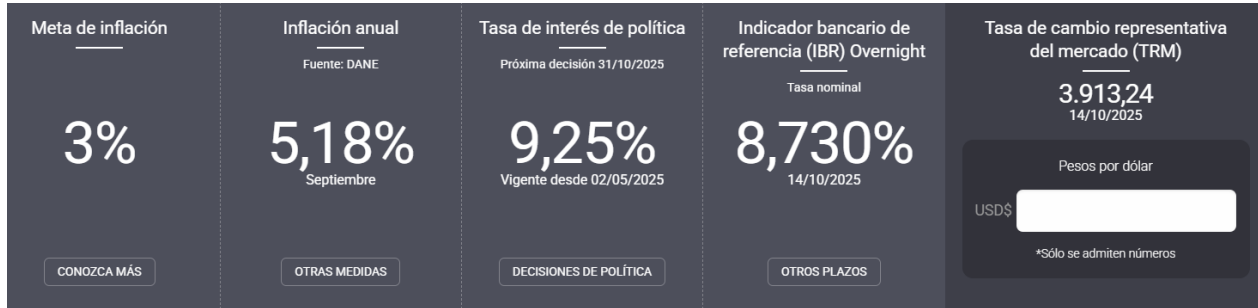 Meta de inflación
3%
CONOZCA MÁS
Inflación anual
Fuente: DANE
5,18%
Septiembre
OTRAS MEDIDAS
Tasa de interés de política
Próxima decisión 31/10/2025
9,25%
Vigente desde 02/05/2025
DECISIONES DE POLÍTICA
Indicador bancario de
referencia (IBR) Overnight
Tasa nominal
8,730%
14/10/2025
OTROS PLAZOS
Tasa de cambio representativa
del mercado (TRM)
3.913,24
14/10/2025
Pesos por dólar
USD$
*Sólo se admiten números